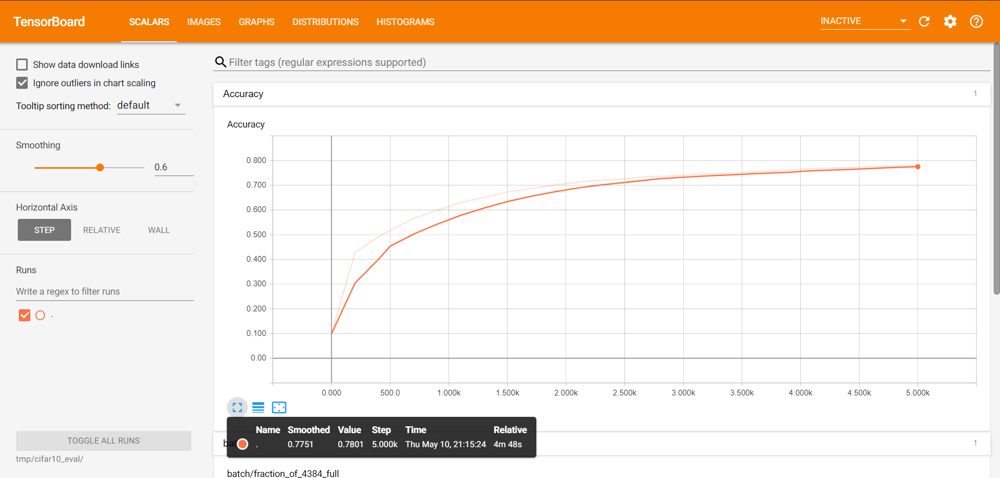 TensorBoard SCALARS IMAGES GRAPHS DISTRIBUTIONS HISTOGRAMS INACTIVE
Show data download links
Ignore outliers in chart scaling
Tooltip sorting method: default
Smoothing
0.6
Horizontal Axis
STEP RELATIVE WALL
Runs
Write a regex to filter runs
.
TOGGLE ALL RUNS
tmp/cifar10_eval/
Filter tags (regular expressions supported)
Accuracy 1
Accuracy
0.800
0.700
0.600
0.500
0.400
0.300
0.200
0.100
0.00
0.000 500.0 1.000k 1.500k 2.000k 2.500k 3.000k 3.500k 4.000k 4.500k 5.000k
Name Smoothed Value Step Time Relative
. 0.7751 0.7801 5.000k Thu May 10, 21:15:24 4m 48s
1
batch/fraction_of_4384_full